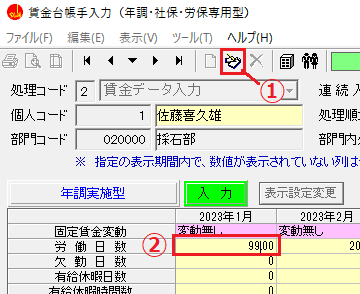 賃金台帳手入力（年調・社保・労保専用型）
ファイル(F) 編集(E) 表示(V) ツール(T) ヘルプ(H)
①
処理コード 2 賃金データ入力 連続入
個人コード 1 佐藤喜久雄 処理順
部門コード 020000 採石部 部門内
※ 指定の表示期間内で、数値が表示されていない列は
年調実施型 入力 表示設定変更
2023年1月 2023年2月
固定賃金変動 変動無し 変動無し
② 労働日数 99.00 20
欠勤日数 0
有給休暇日数 0
有給休暇時間数 0